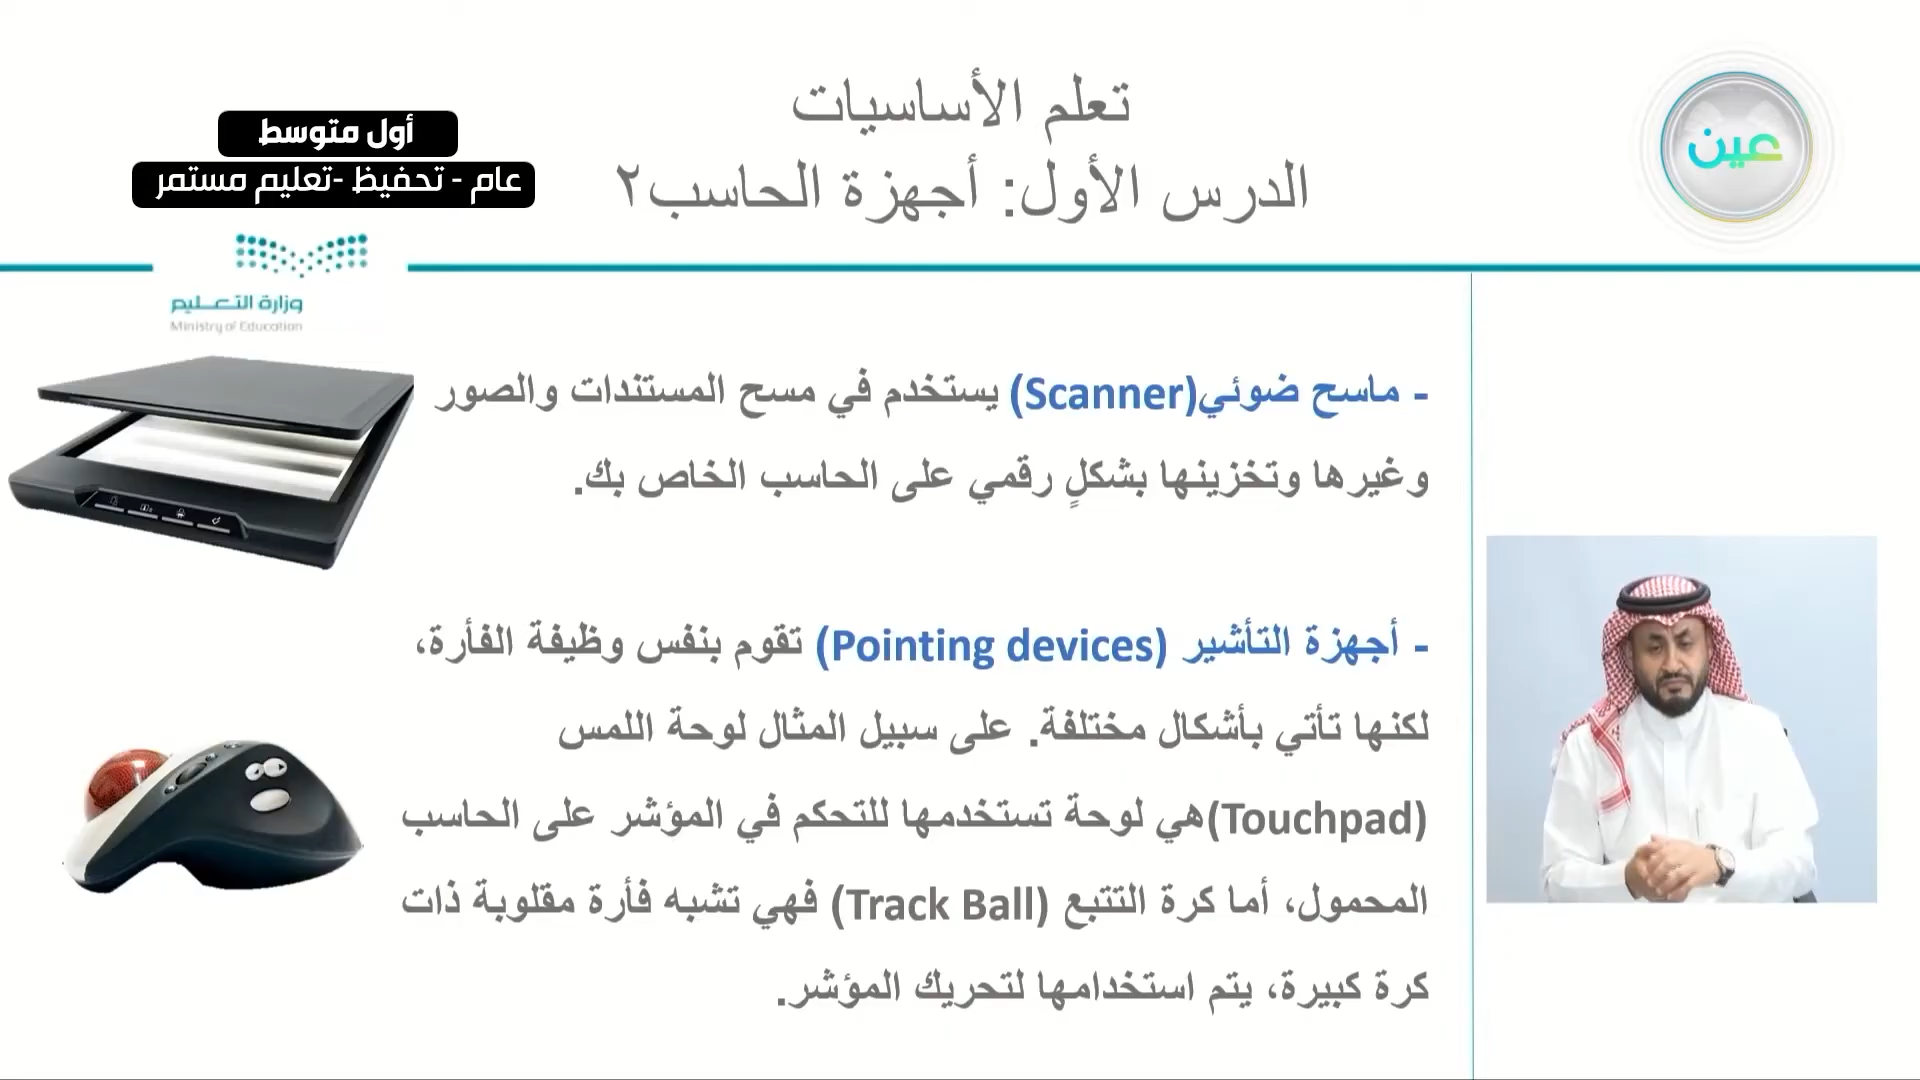 تعلم الأساسيات
الدرس الأول: أجهزة الحاسب٢
عين
أول متوسط
عام - تحفيظ -تعليم مستمر
وزارة التعليم
Ministry of Education
- ماسح ضوئي(Scanner) يستخدم في مسح المستندات والصور
وغيرها وتخزينها بشكلٍ رقمي على الحاسب الخاص بك.
- أجهزة التأشير (Pointing devices) تقوم بنفس وظيفة الفأرة،
لكنها تأتي بأشكال مختلفة. على سبيل المثال لوحة اللمس
(Touchpad)هي لوحة تستخدمها للتحكم في المؤشر على الحاسب
المحمول، أما كرة التتبع (Track Ball) فهي تشبه فأرة مقلوبة ذات
كرة كبيرة، يتم استخدامها لتحريك المؤشر.